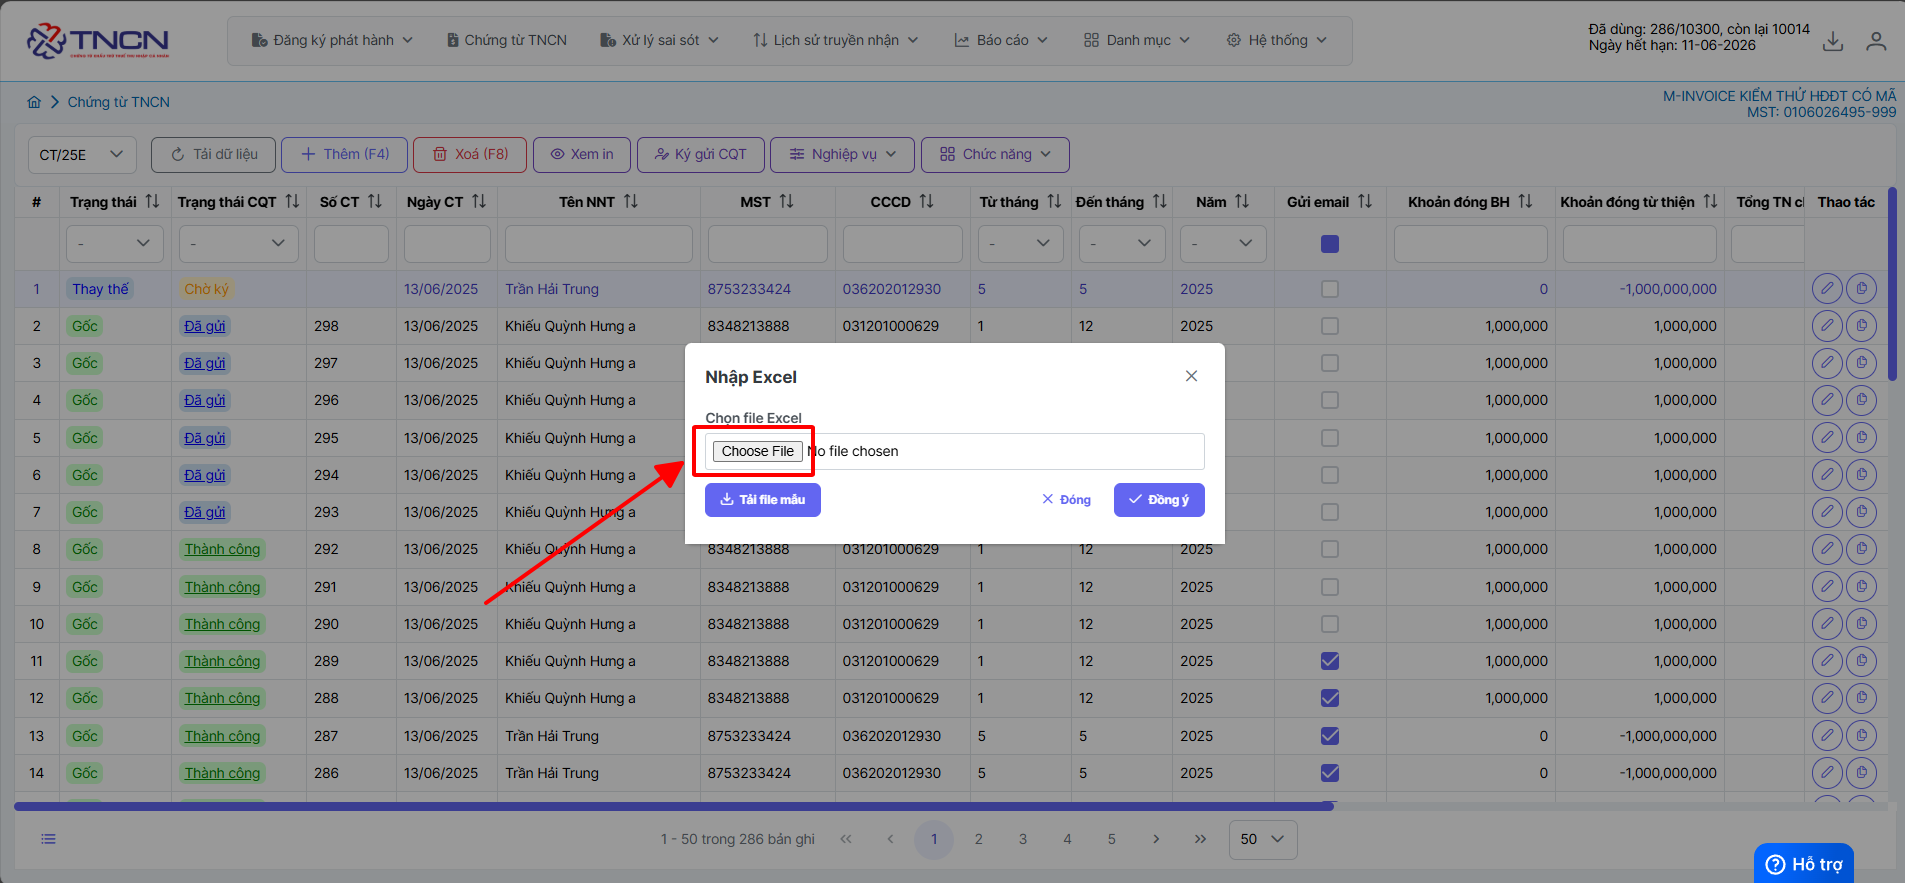 TNCN
Đăng ký phát hành
Chứng từ TNCN
Xử lý sai sót
Lịch sử truyền nhận
Báo cáo
Danh mục
Hệ thống
Đã dùng: 286/10300, còn lại 10014
Ngày hết hạn: 11-06-2026
Chứng từ TNCN
M-INVOICE KIỂM THỬ HĐĐT CÓ MÃ
MST: 0106026495-999
CT/25E
Tải dữ liệu
Thêm (F4)
Xoá (F8)
Xem in
Ký gửi CQT
Nghiệp vụ
Chức năng
# Trạng thái Trạng thái CQT Số CT Ngày CT Tên NNT MST CCCD Từ tháng Đến tháng Năm Gửi email Khoản đóng BH Khoản đóng từ thiện Tổng TN c Thao tác
- - - - -
1 Thay thế Chờ ký 13/06/2025 Trần Hải Trung 8753233424 036202012930 5 5 2025 0 -1,000,000,000
2 Gốc Đã gửi 298 13/06/2025 Khiếu Quỳnh Hưng a 8348213888 031201000629 1 12 2025 1,000,000 1,000,000
3 Gốc Đã gửi 297 13/06/2025 Khiếu Quỳnh Hưng a 1,000,000 1,000,000
4 Gốc Đã gửi 296 13/06/2025 Khiếu Quỳnh Hưng a 1,000,000 1,000,000
5 Gốc Đã gửi 295 13/06/2025 Khiếu Quỳnh Hưng a 1,000,000 1,000,000
6 Gốc Đã gửi 294 13/06/2025 Khiếu Quỳnh Hưng a 1,000,000 1,000,000
7 Gốc Đã gửi 293 13/06/2025 Khiếu Quỳnh Hưng a 1,000,000 1,000,000
8 Gốc Thành công 292 13/06/2025 Khiếu Quỳnh Hưng a 8348213888 031201000629 1 12 2025 1,000,000 1,000,000
9 Gốc Thành công 291 13/06/2025 Khiếu Quỳnh Hưng a 8348213888 031201000629 1 12 2025 1,000,000 1,000,000
10 Gốc Thành công 290 13/06/2025 Khiếu Quỳnh Hưng a 8348213888 031201000629 1 12 2025 1,000,000 1,000,000
11 Gốc Thành công 289 13/06/2025 Khiếu Quỳnh Hưng a 8348213888 031201000629 1 12 2025 1,000,000 1,000,000
12 Gốc Thành công 288 13/06/2025 Khiếu Quỳnh Hưng a 8348213888 031201000629 1 12 2025 1,000,000 1,000,000
13 Gốc Thành công 287 13/06/2025 Trần Hải Trung 8753233424 036202012930 5 5 2025 0 -1,000,000,000
14 Gốc Thành công 286 13/06/2025 Trần Hải Trung 8753233424 036202012930 5 5 2025 0 -1,000,000,000
Nhập Excel
Chọn file Excel
Choose File No file chosen
Tải file mẫu
Đóng
Đồng ý
1 - 50 trong 286 bản ghi
1 2 3 4 5
50
Hỗ trợ